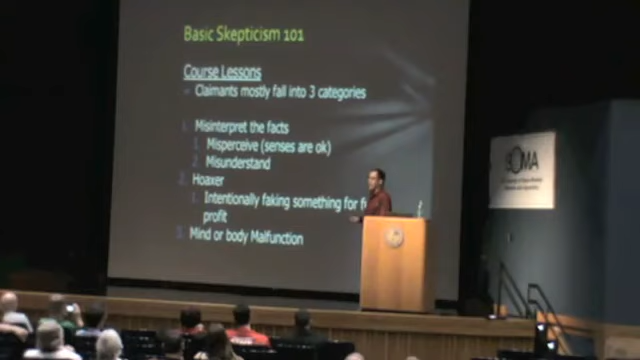 Basic Skepticism 101
Course Lessons
Claimants mostly fall into 3 categories
Misinterpret the facts
1. Misperceive (senses are ok)
2. Misunderstand
2. Hoaxer
1. Intentionally faking something for
profit
3. Mind or body Malfunction